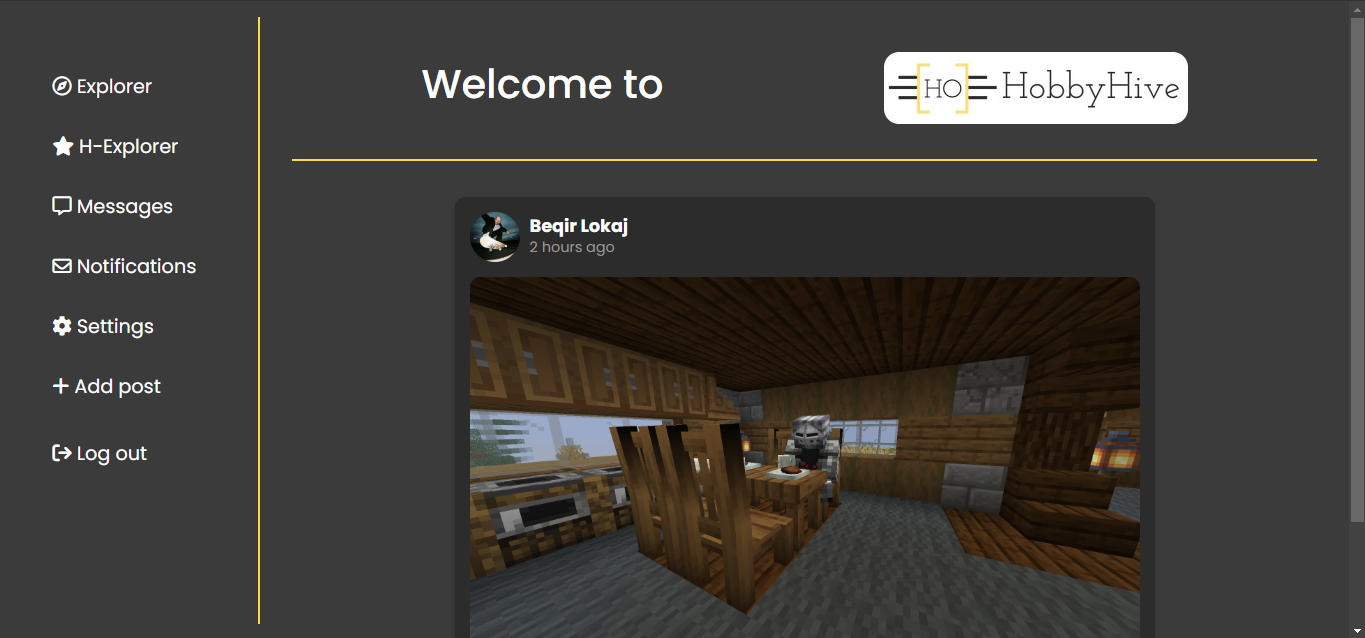 Explorer
H-Explorer
Messages
Notifications
Settings
Add post
Log out
Welcome to
HO HobbyHive
Beqir Lokaj
2 hours ago